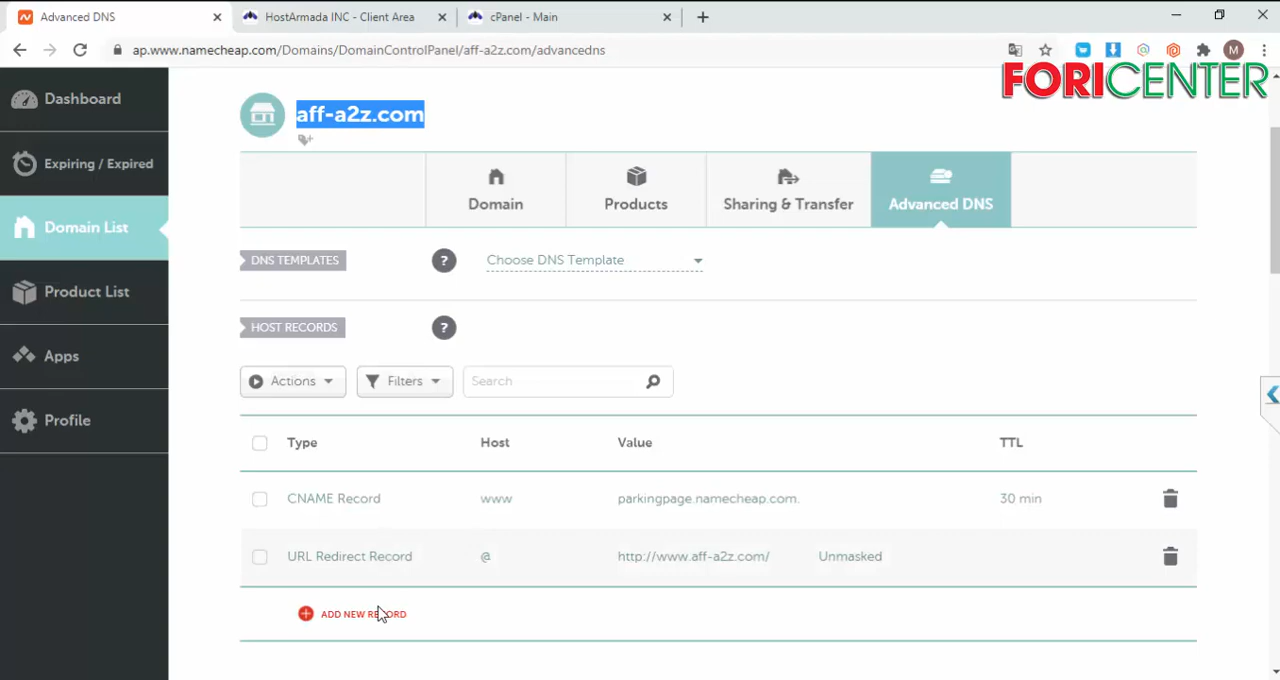 Advanced DNS
HostArmada INC - Client Area
cPanel - Main
ap.www.namecheap.com/Domains/DomainControlPanel/aff-a2z.com/advancedns
M
FORICENTER
Dashboard
Expiring / Expired
Domain List
Product List
Apps
Profile
aff-a2z.com
Domain
Products
Sharing & Transfer
Advanced DNS
DNS TEMPLATES
?
Choose DNS Template
HOST RECORDS
?
Actions
Filters
Search
Type Host Value TTL
CNAME Record www parkingpage.namecheap.com. 30 min
URL Redirect Record @ http://www.aff-a2z.com/ Unmasked
ADD NEW RECORD